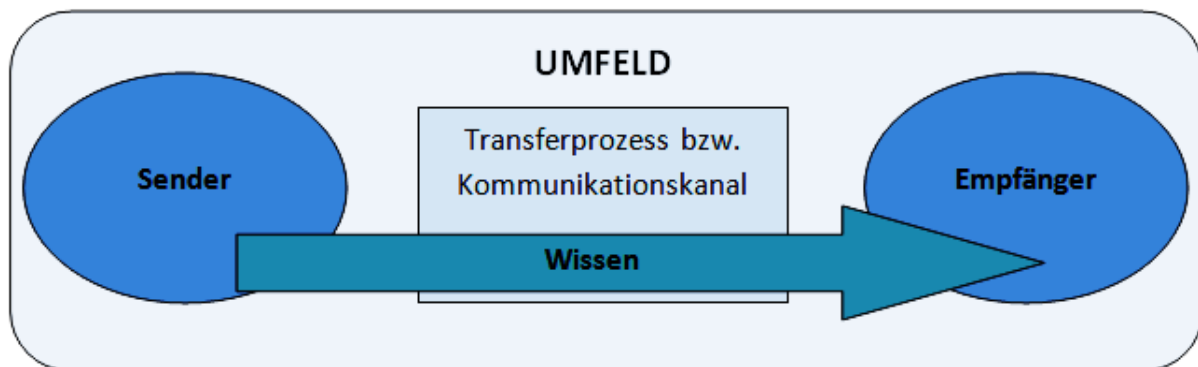 UMFELD
Sender
Transferprozess bzw.
Kommunikationskanal
Empfänger
Wissen